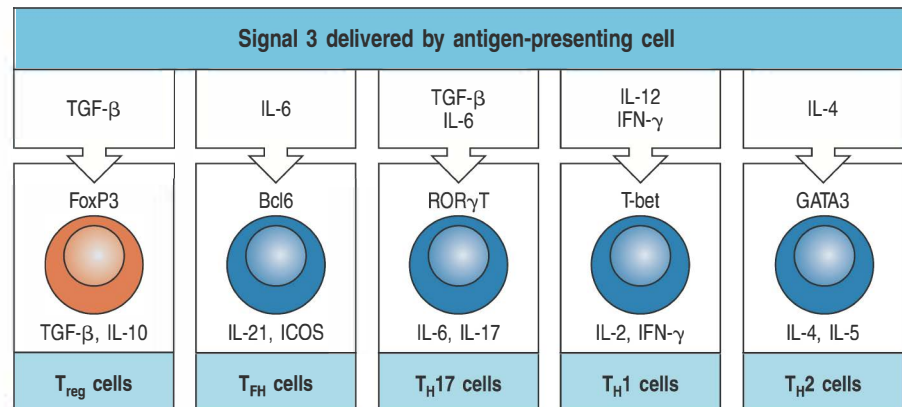 Signal 3 delivered by antigen-presenting cell
TGF-β
IL-6
TGF-β
IL-6
IL-12
IFN-γ
IL-4
FoxP3
Bcl6
RORγT
T-bet
GATA3
TGF-β, IL-10
IL-21, ICOS
IL-6, IL-17
IL-2, IFN-γ
IL-4, IL-5
Treg cells
TFH cells
TH17 cells
TH1 cells
TH2 cells